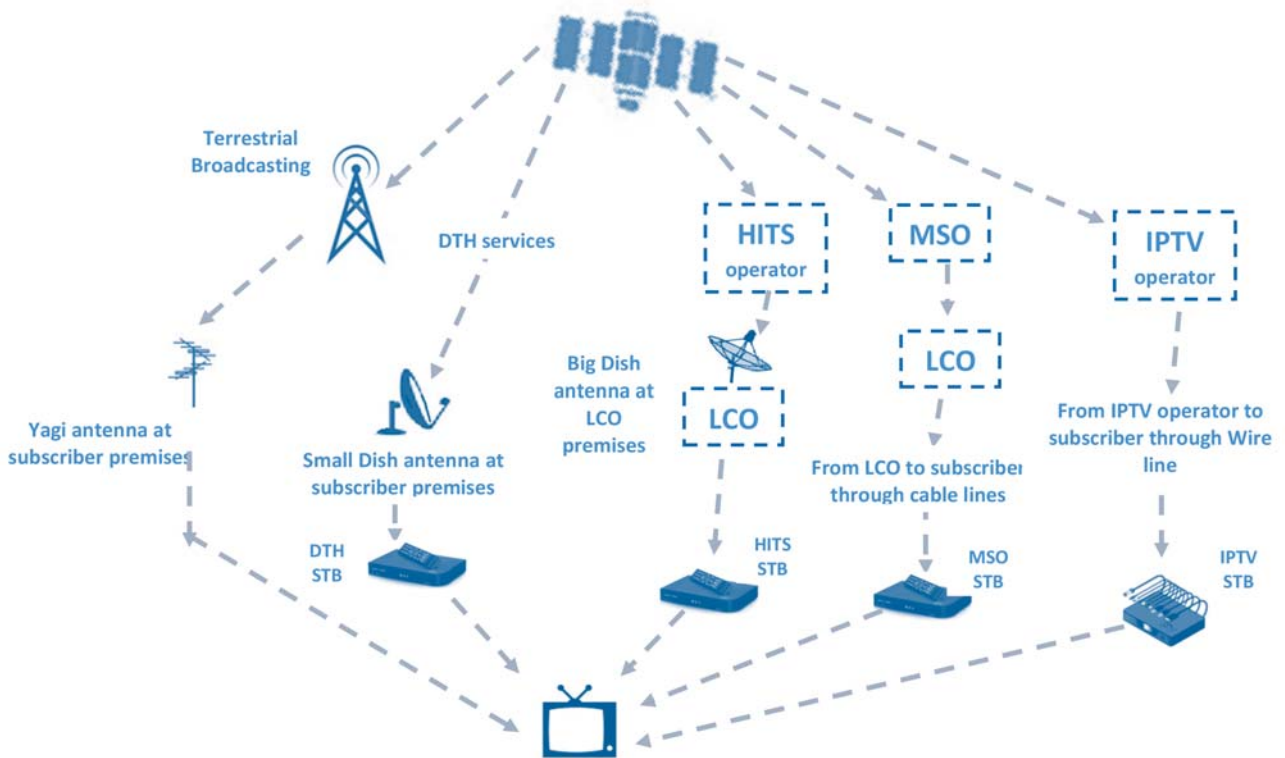 Terrestrial
Broadcasting
DTH services
HITS
operator
MSO
IPTV
operator
Big Dish
antenna at
LCO
premises
LCO
LCO
Yagi antenna at
subscriber premises
Small Dish antenna at
subscriber premises
From LCO to subscriber
through cable lines
From IPTV operator to
subscriber through Wire
line
DTH
STB
HITS
STB
MSO
STB
IPTV
STB